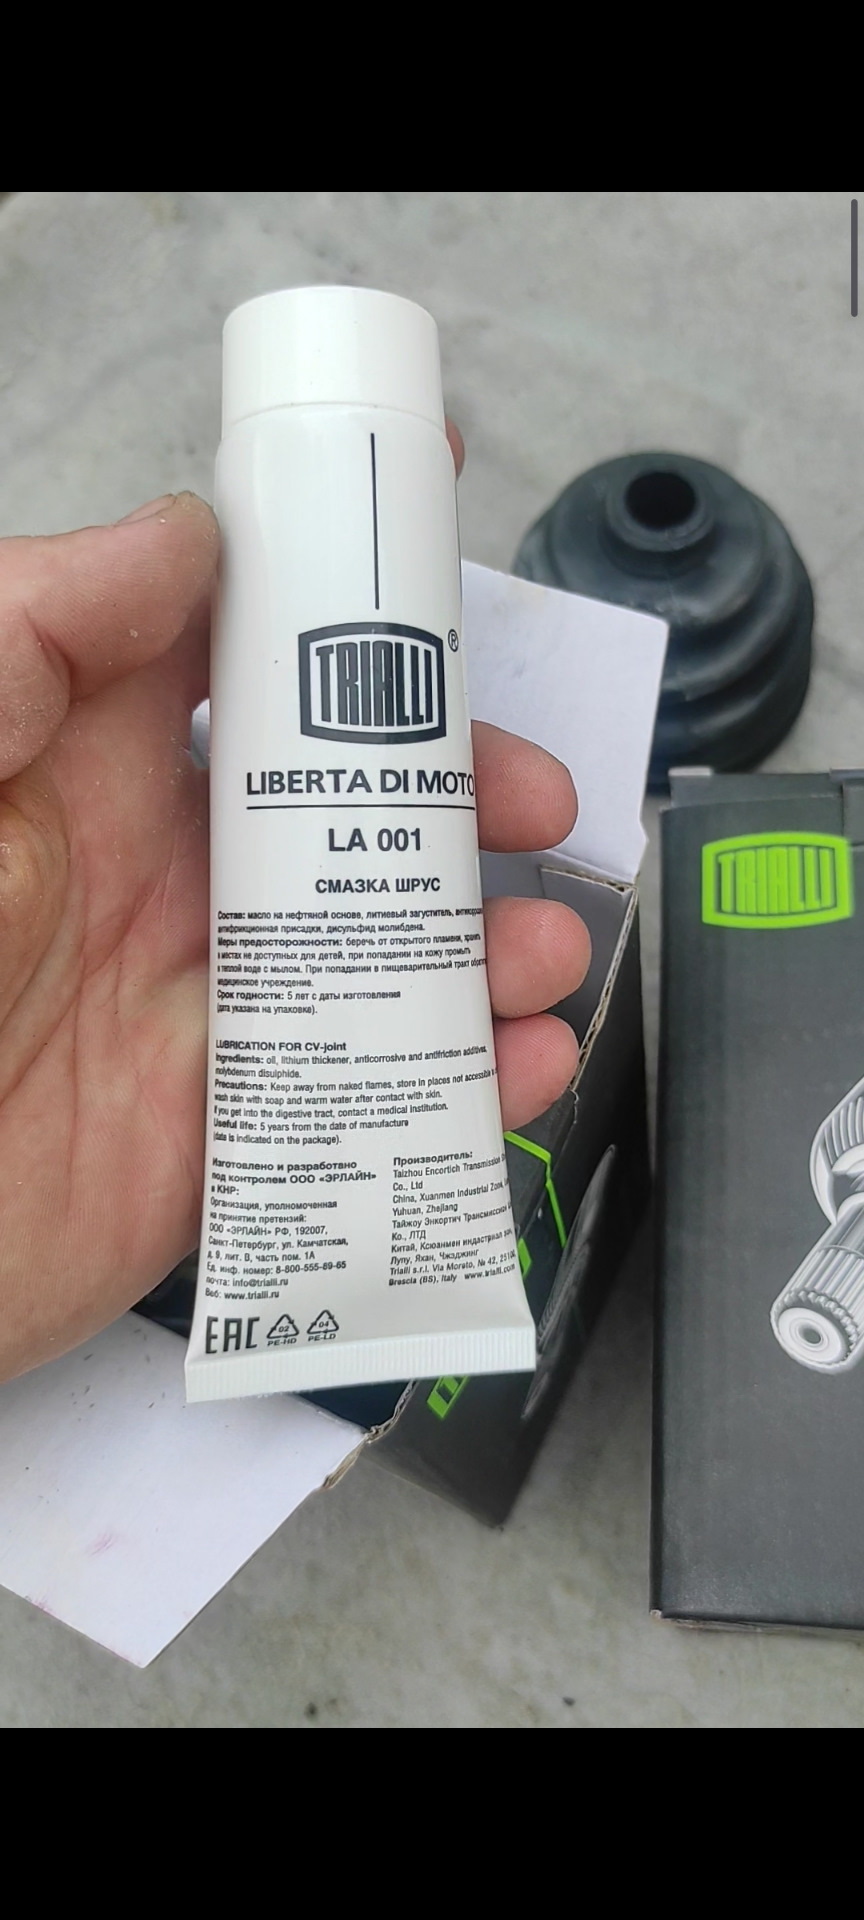 TRIALLI®
LIBERTA DI MOTO
LA 001
СМАЗКА ШРУС
Состав: масло на нефтяной основе, литиевый загуститель,
антифрикционная присадки, дисульфид молибдена.
Меры предосторожности: беречь от открытого пламени, хранить
в местах не доступных для детей, при попадании на кожу промыть
в теплой воде с мылом. При попадании в пищеварительный тракт
медицинское учреждение.
Срок годности: 5 лет с даты изготовления
(дата указана на упаковке).
LUBRICATION FOR CV-joint
Ingredients: oil, lithium thickener, anticorrosive and antifriction additives,
molybdenum disulphide.
Precautions: Keep away from naked flames, store in places not accessible
wash skin with soap and warm water after contact with skin.
If you get into the digestive tract, contact a medical institution.
Useful life: 5 years from the date of manufacture
(date is indicated on the package).
Изготовлено и разработано
под контролем ООО «ЭРЛАЙН»
в КНР:
Организация, уполномоченная
на принятие претензий:
ООО «ЭРЛАЙН» РФ, 192007,
Санкт-Петербург, ул. Камчатская,
д. 9, лит. В, часть пом. 1А
Ед. инф. номер: 8-800-555-89-65
почта: info@trialli.ru
Веб: www.trialli.ru
Производитель:
Taizhou Encortich Transmission
Co., Ltd
China, Xuanmen Industrial Zone,
Yuhuan, Zhejiang
Тайжоу Энкортич Трансмиссион
Ко., ЛТД
Китай, Ксюанмен индастриал
Лупу, Яхан, Чжэджинг
Trialli s.r.l. Via Moreto, № 42,
Brescia (BS), Italy www.trialli.com
EAC
02
PE-HD
04
PE-LD
TRIALLI